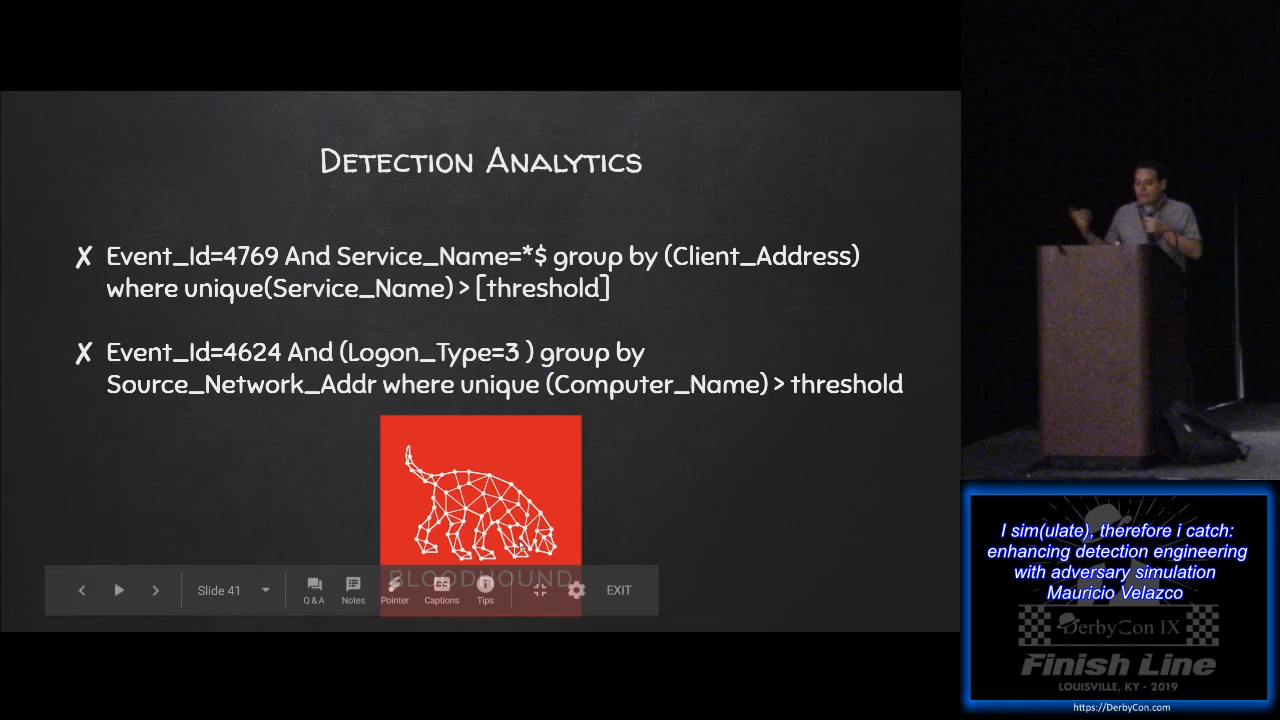 Detection Analytics
✗ Event_Id=4769 And Service_Name=*$ group by (Client_Address)
where unique(Service_Name) > [threshold]
✗ Event_Id=4624 And (Logon_Type=3 ) group by
Source_Network_Addr where unique (Computer_Name) > threshold
BLOODHOUND
Slide 41
Q & A
Notes
Pointer
CC
Captions
Tips
EXIT
I sim(ulate), therefore i catch:
enhancing detection engineering
with adversary simulation
Mauricio Velazco
DerbyCon IX
Finish Line
LOUISVILLE, KY - 2019
https://DerbyCon.com